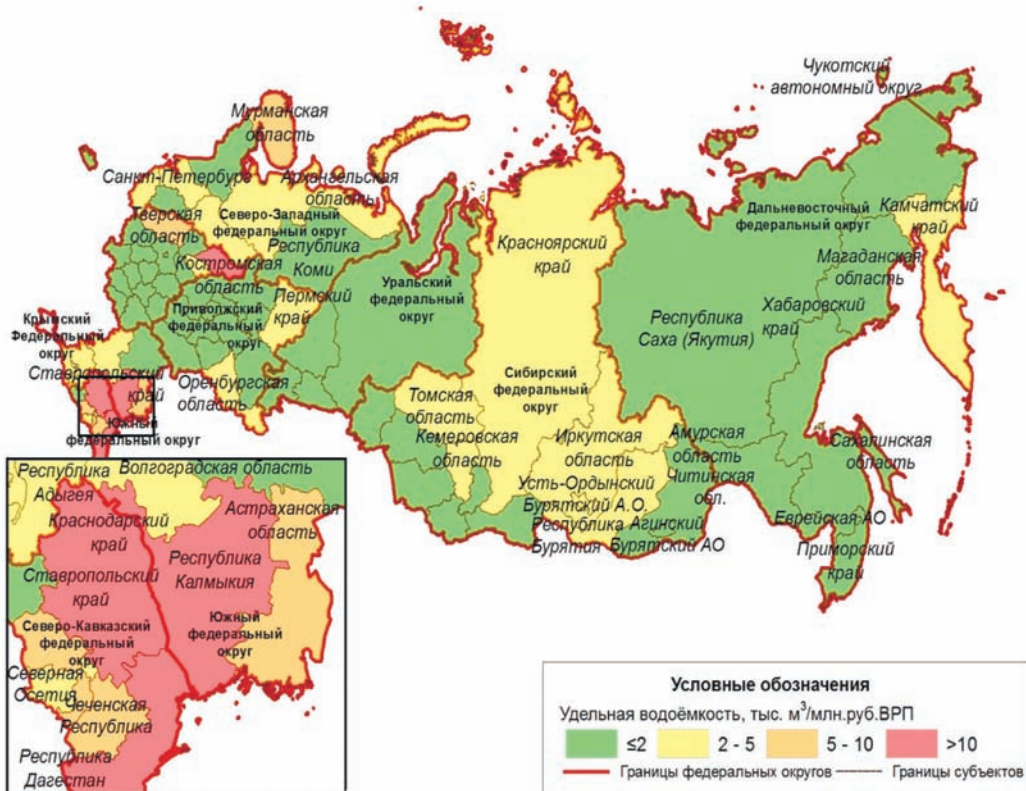 Чукотский
автономный округ
Мурманская
область
Санкт-Петербург
Архангельская
область
Тверская
область
Северо-Западный
федеральный округ
Республика
Коми
Костромская
область
Пермский
край
Приволжский
федеральный
округ
Уральский
федеральный
округ
Красноярский
край
Дальневосточный
федеральный округ
Камчатский
край
Магаданская
область
Хабаровский
край
Республика
Саха (Якутия)
Крымский
Федеральный
округ
Ставропольский
край
Южный
федеральный округ
Оренбургская
область
Томская
область
Сибирский
федеральный
округ
Кемеровская
область
Иркутская
область
Амурская
область
Сахалинская
область
Читинская
обл.
Усть-Ордынский
Бурятский А.О.
Республика
Бурятия
Агинский
Бурятский АО
Еврейская АО
Приморский
край
Республика
Адыгея
Волгоградская область
Астраханская
область
Краснодарский
край
Республика
Калмыкия
Ставропольский
край
Северо-Кавказский
федеральный
округ
Южный
федеральный
округ
Северная
Осетия
Чеченская
Республика
Республика
Дагестан
Условные обозначения
Удельная водоёмкость, тыс. м³/млн.руб.ВРП
≤2 2 - 5 5 - 10 >10
Границы федеральных округов Границы субъектов